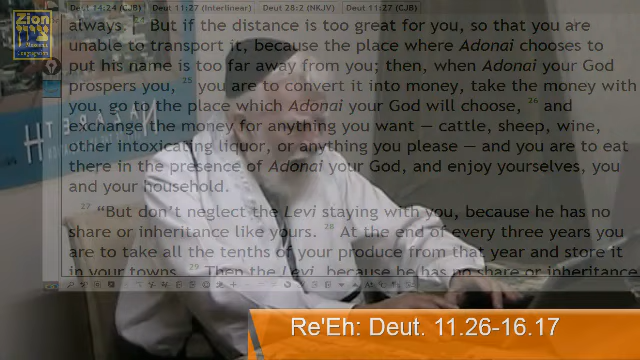 Deut 14:24 (CJB) Deut 11:27 (Interlinear) Deut 28:2 (NKJV) Deut 11:27 (CJB)
Zion
Messianic
Congregation
always. 24 But if the distance is too great for you, so that you are
unable to transport it, because the place where Adonai chooses to
put his name is too far away from you; then, when Adonai your God
prospers you, 25 you are to convert it into money, take the money with
you, go to the place which Adonai your God will choose, 26 and
exchange the money for anything you want — cattle, sheep, wine,
other intoxicating liquor, or anything you please — and you are to eat
there in the presence of Adonai your God, and enjoy yourselves, you
and your household.
27 "But don't neglect the Levi staying with you, because he has no
share or inheritance like yours. 28 At the end of every three years you
are to take all the tenths of your produce from that year and store it
in your towns. 29 Then the Levi, because he has no share or inheritance
Re'Eh: Deut. 11.26-16.17